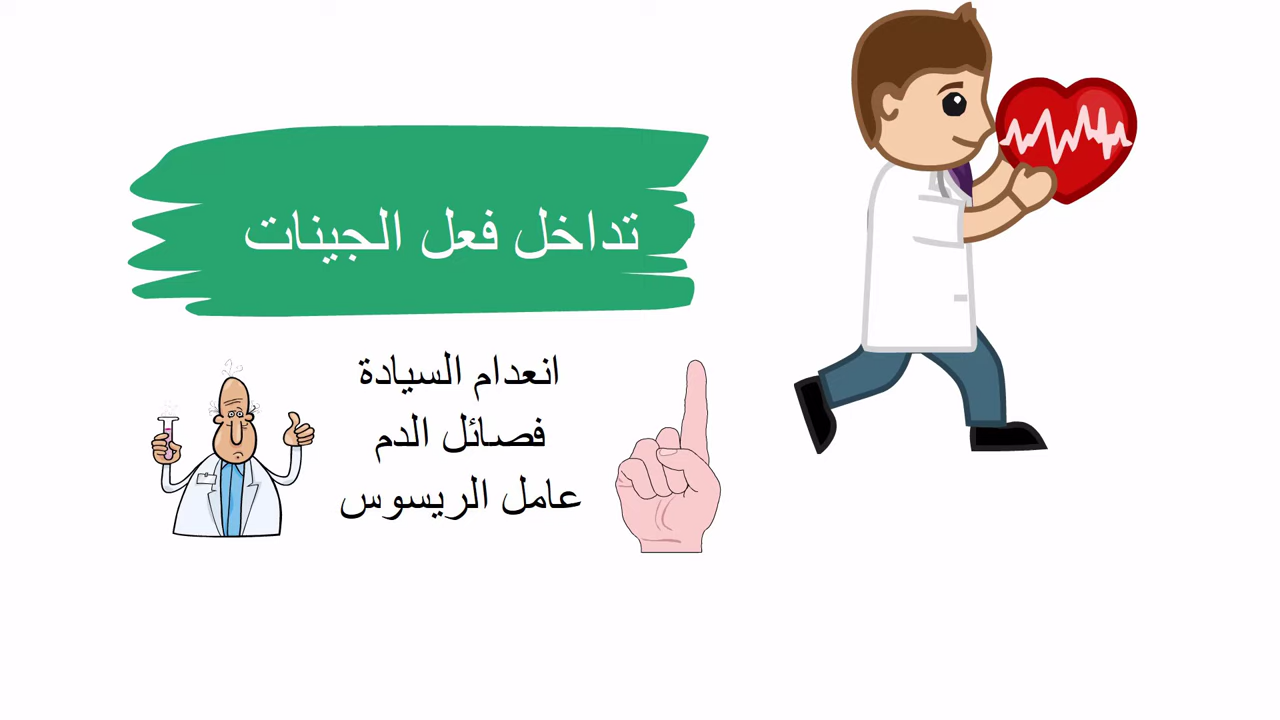 تداخل فعل الجينات
انعدام السيادة
فصائل الدم
عامل الريسوس